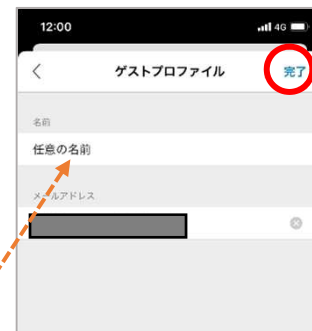 12:00 4G
ゲストプロファイル 完了
名前
任意の名前
メールアドレス